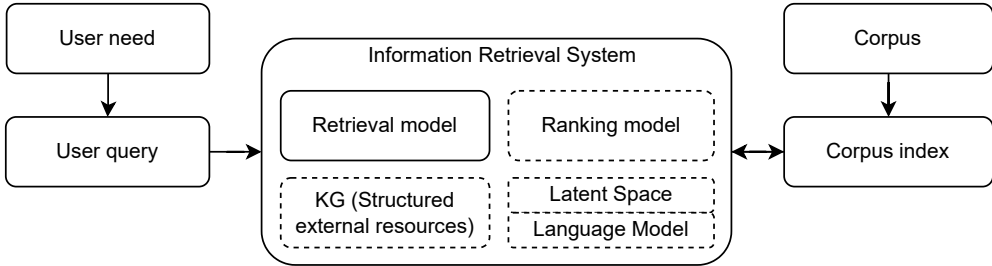 User need
User query
Information Retrieval System
Retrieval model
Ranking model
KG (Structured
external resources)
Latent Space
Language Model
Corpus
Corpus index